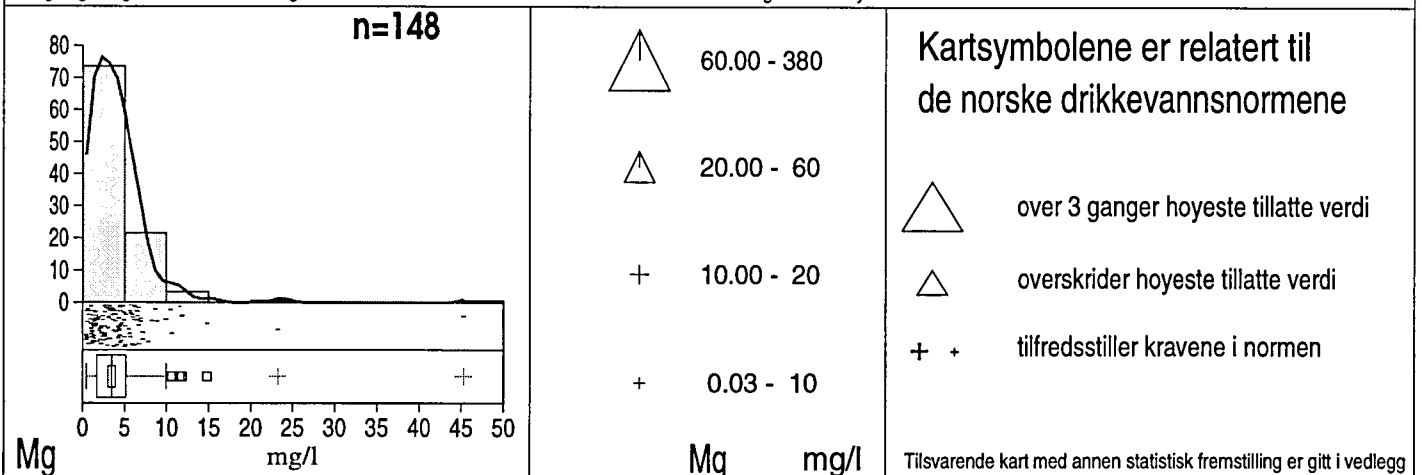 n=148
80
70
60
50
40
30
20
10
0
0 5 10 15 20 25 30 35 40 45 50
Mg mg/l
60.00 - 380
20.00 - 60
10.00 - 20
0.03 - 10
Mg mg/l
Kartsymbolene er relatert til
de norske drikkevannsnormene
over 3 ganger hoyeste tillatte verdi
overskrider hoyeste tillatte verdi
tilfredsstiller kravene i normen
Tilsvarende kart med annen statistisk fremstilling er gitt i vedlegg